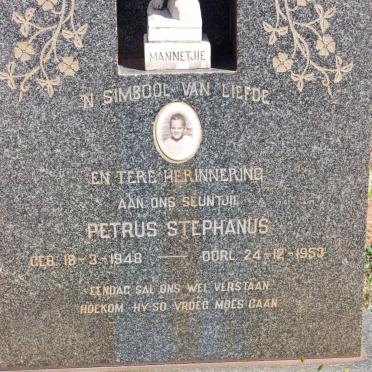 MANNETJIE
'N SIMBOOL VAN LIEFDE
EN TERE HERINNERING
AAN ONS SEUNTJIE
PETRUS STEPHANUS
GEB. 18-3-1948 — OORL. 24-12-1953
EENDAG SAL ONS WEL VERSTAAN
HOEKOM HY SO VROEG MOES GAAN